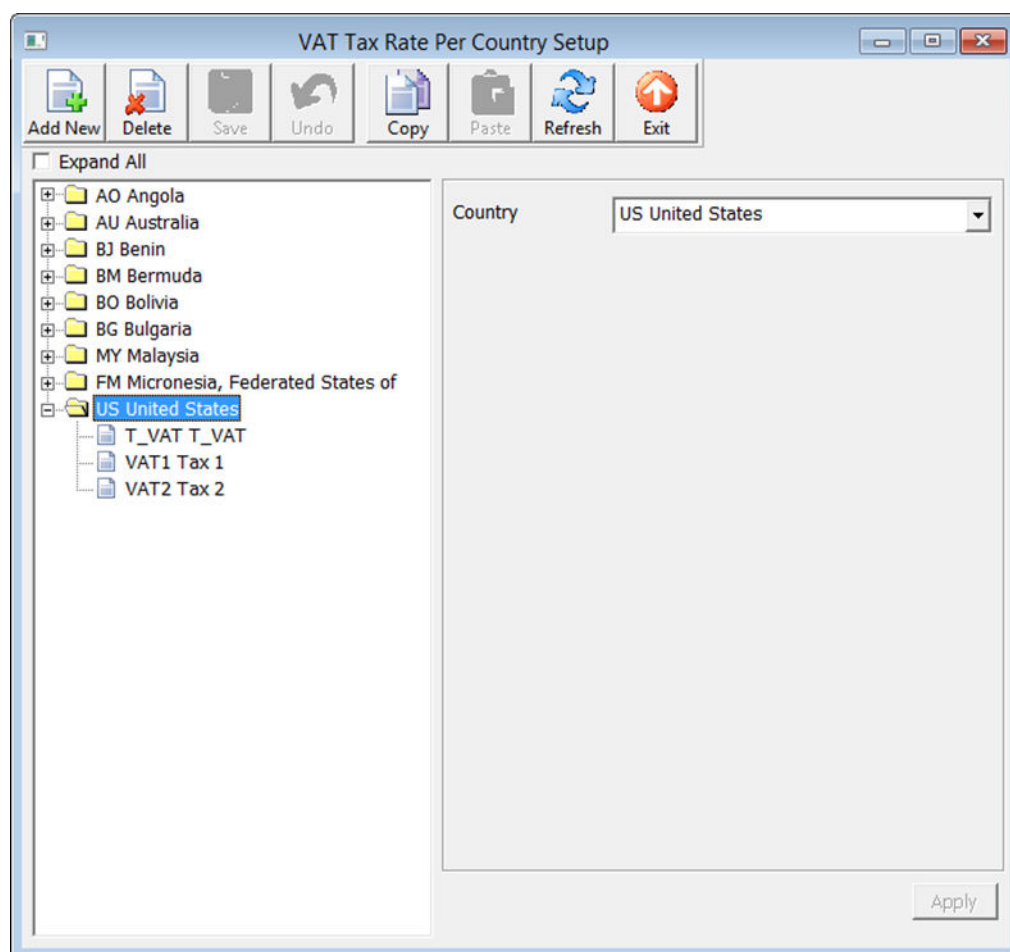 VAT Tax Rate Per Country Setup
Add New Delete Save Undo Copy Paste Refresh Exit
Expand All
AO Angola
AU Australia
BJ Benin
BM Bermuda
BO Bolivia
BG Bulgaria
MY Malaysia
FM Micronesia, Federated States of
US United States
T_VAT T_VAT
VAT1 Tax 1
VAT2 Tax 2
Country US United States
Apply